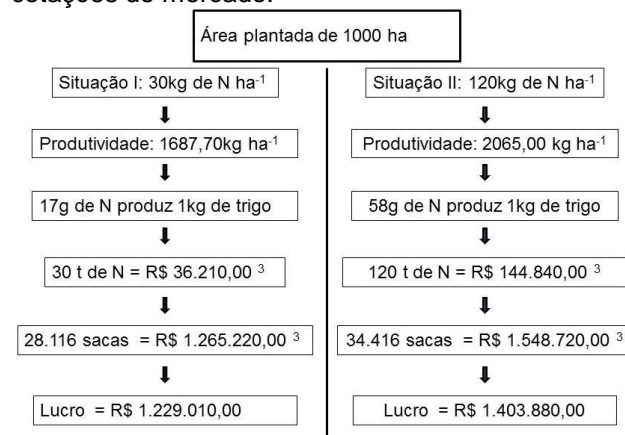 Área plantada de 1000 ha
Situação I: 30kg de N ha-1
Produtividade: 1687,70kg ha-1
17g de N produz 1kg de trigo
30 t de N = R$ 36.210,00 3
28.116 sacas = R$ 1.265.220,00 3
Lucro = R$ 1.229.010,00
Situação II: 120kg de N ha-1
Produtividade: 2065,00 kg ha-1
58g de N produz 1kg de trigo
120 t de N = R$ 144.840,00 3
34.416 sacas = R$ 1.548.720,00 3
Lucro = R$ 1.403.880,00